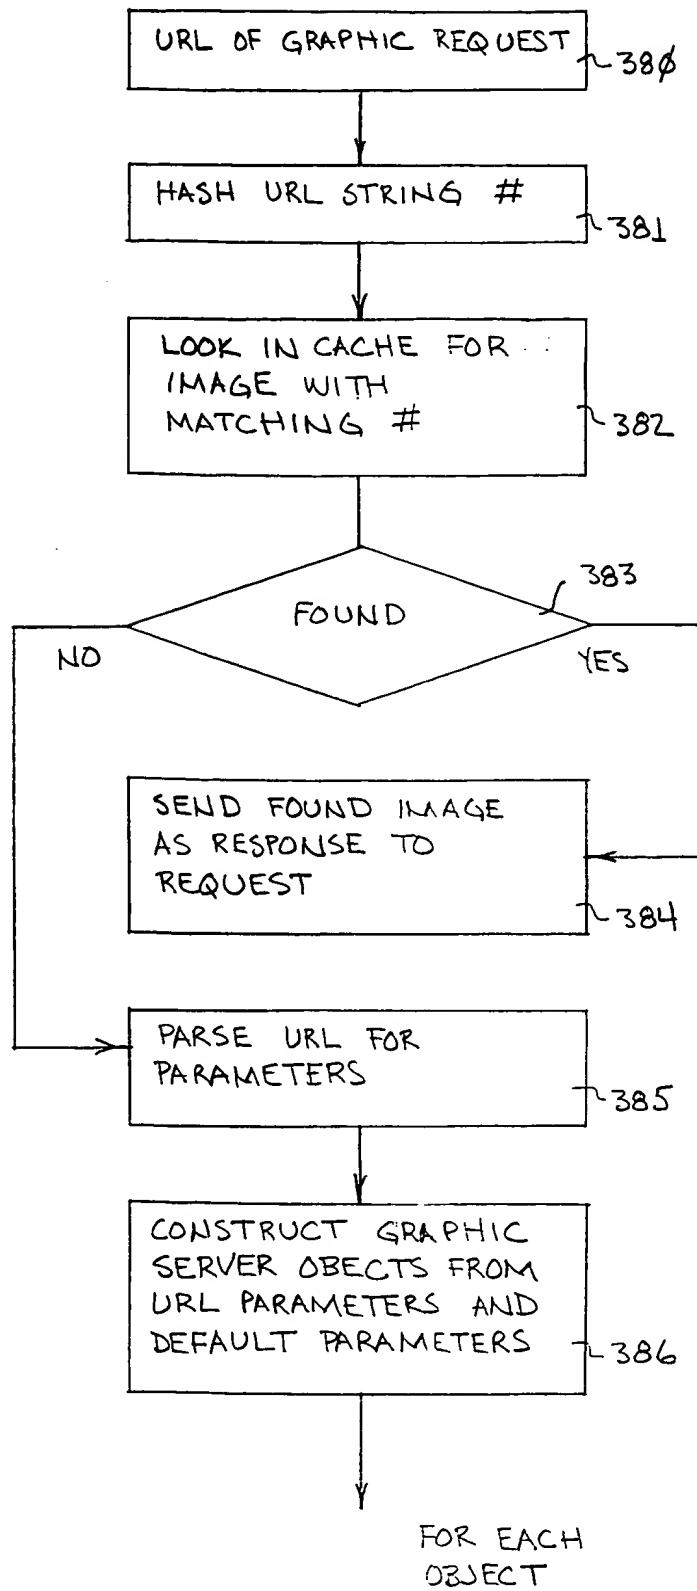 URL OF GRAPHIC REQUEST
380
HASH URL STRING #
381
LOOK IN CACHE FOR
IMAGE WITH
MATCHING #
382
383
FOUND
NO
YES
SEND FOUND IMAGE
AS RESPONSE TO
REQUEST
384
PARSE URL FOR
PARAMETERS
385
CONSTRUCT GRAPHIC
SERVER OBECTS FROM
URL PARAMETERS AND
DEFAULT PARAMETERS
386
FOR EACH
OBJECT